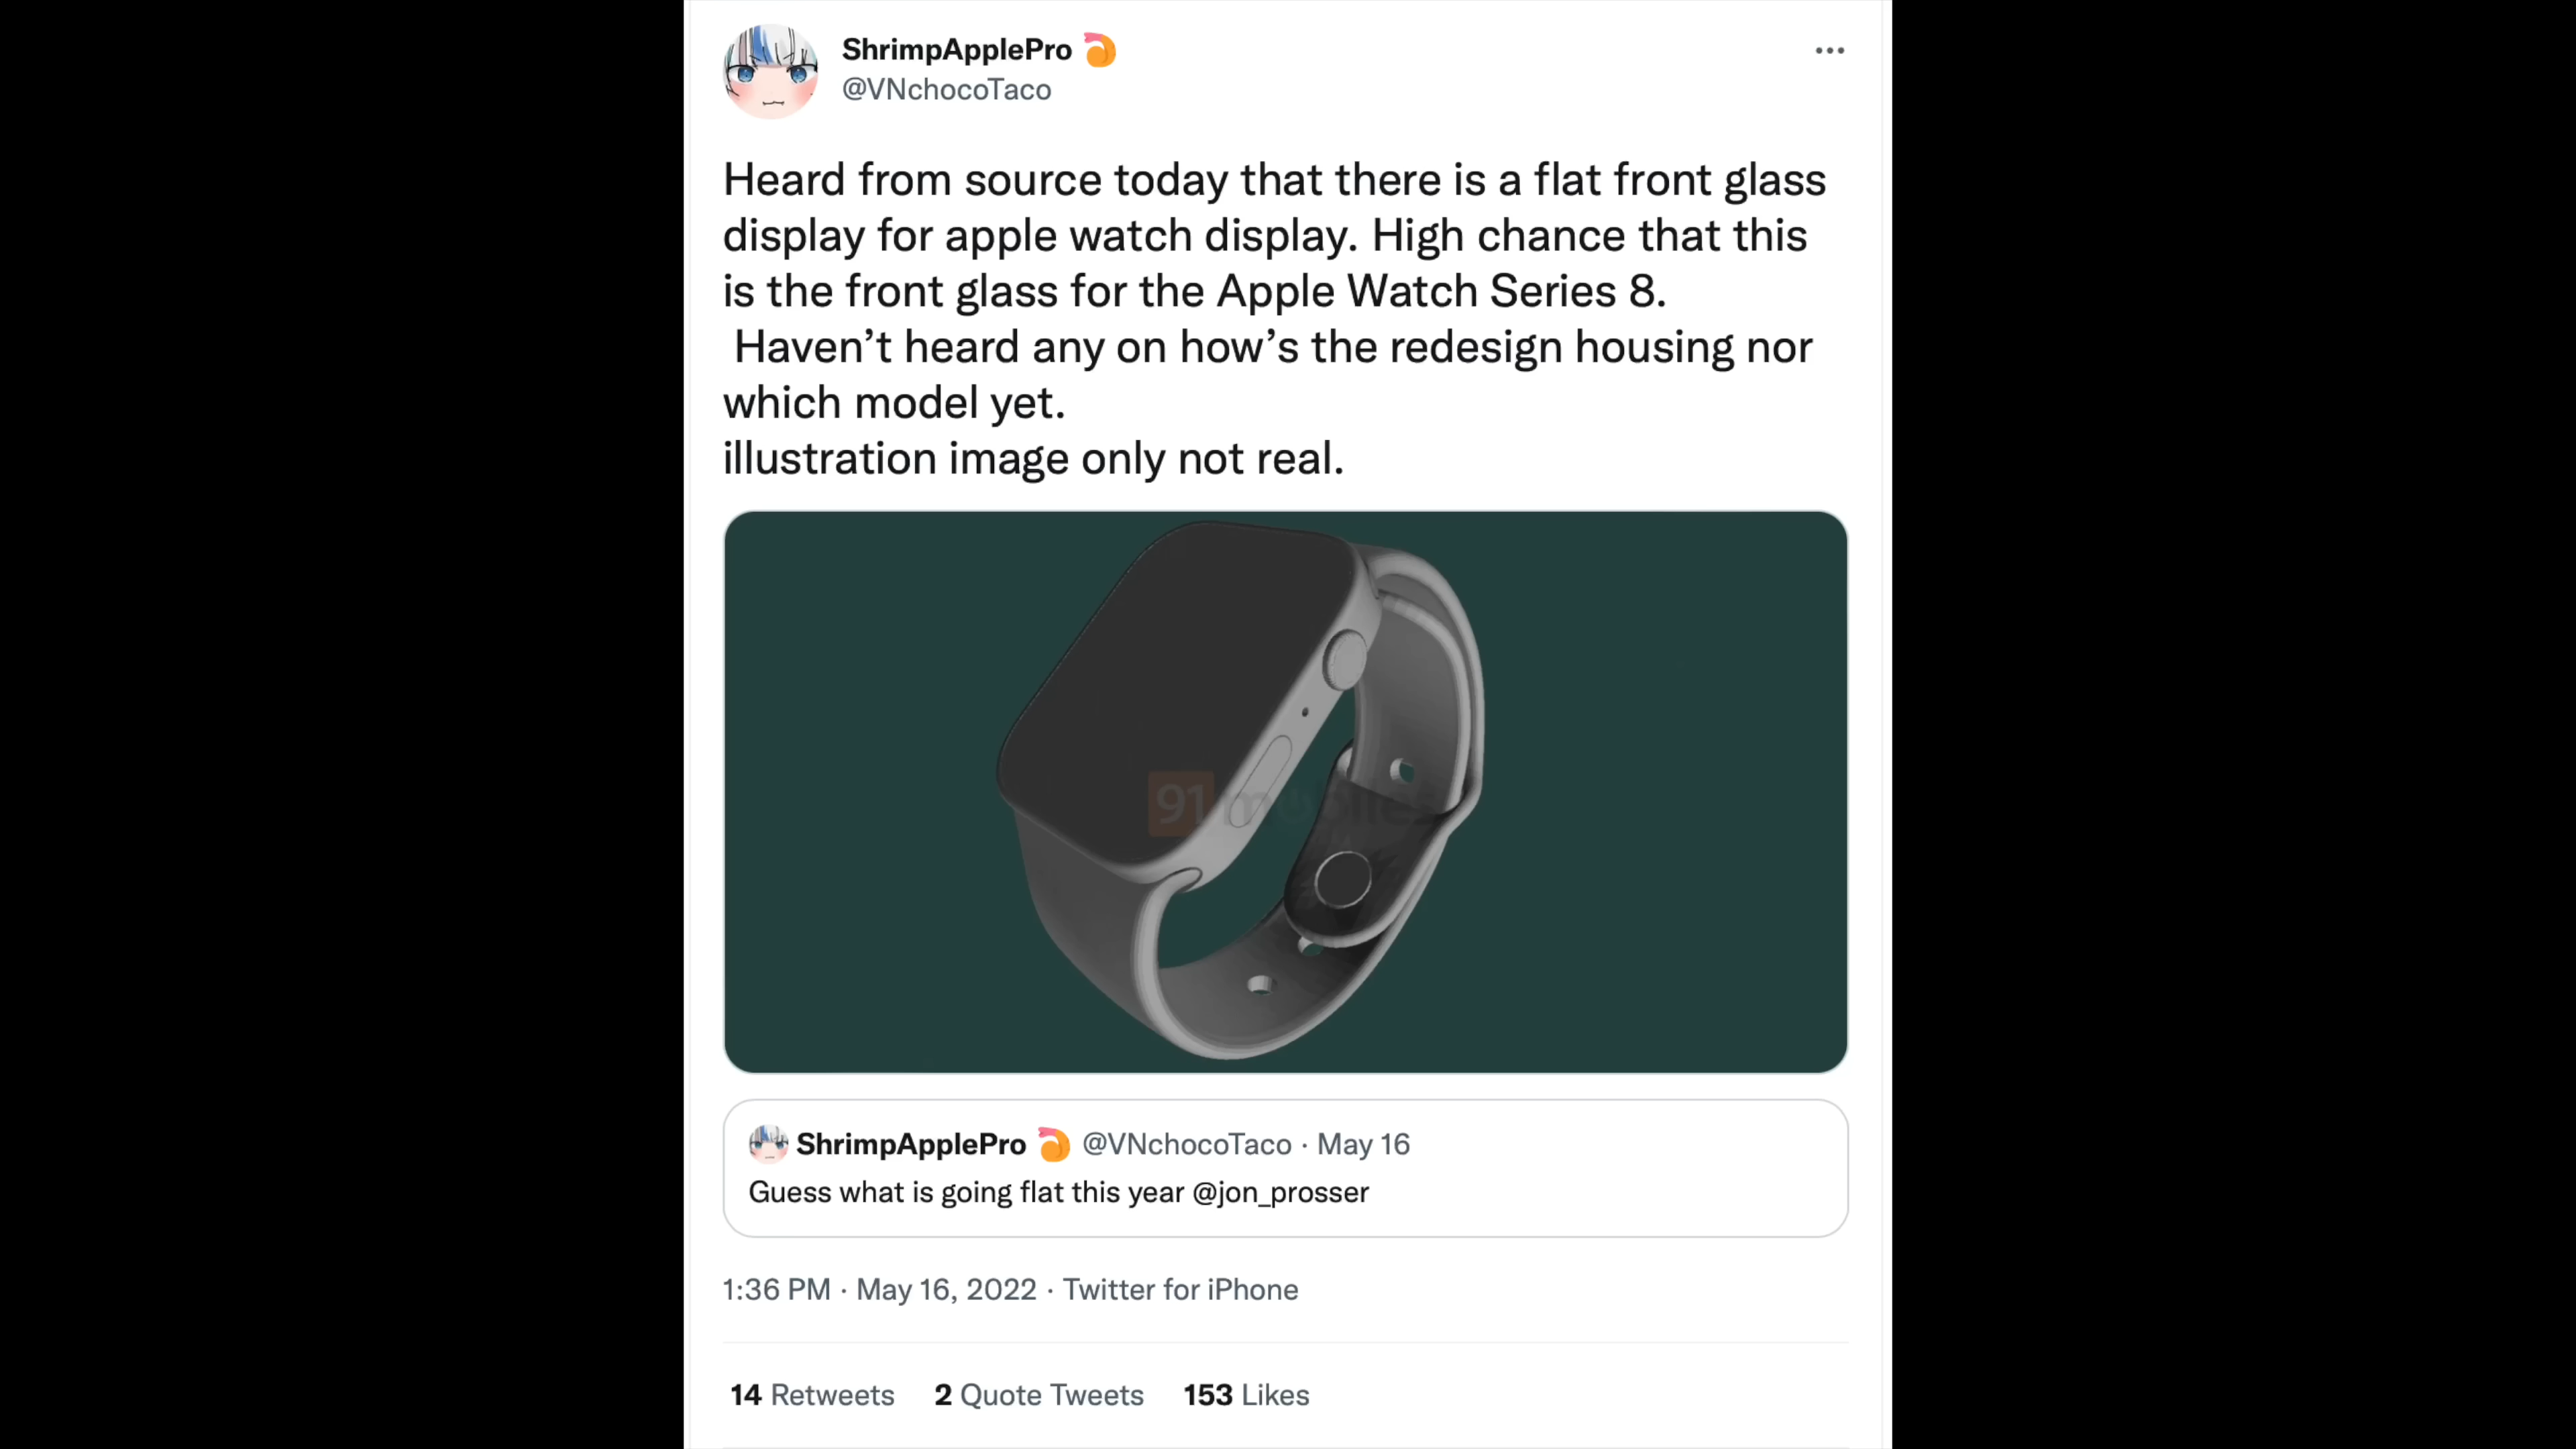 ShrimpApplePro
@VNchocoTaco
Heard from source today that there is a flat front glass
display for apple watch display. High chance that this
is the front glass for the Apple Watch Series 8.
Haven’t heard any on how’s the redesign housing nor
which model yet.
illustration image only not real.
91mobiles
ShrimpApplePro @VNchocoTaco · May 16
Guess what is going flat this year @jon_prosser
1:36 PM · May 16, 2022 · Twitter for iPhone
14 Retweets 2 Quote Tweets 153 Likes